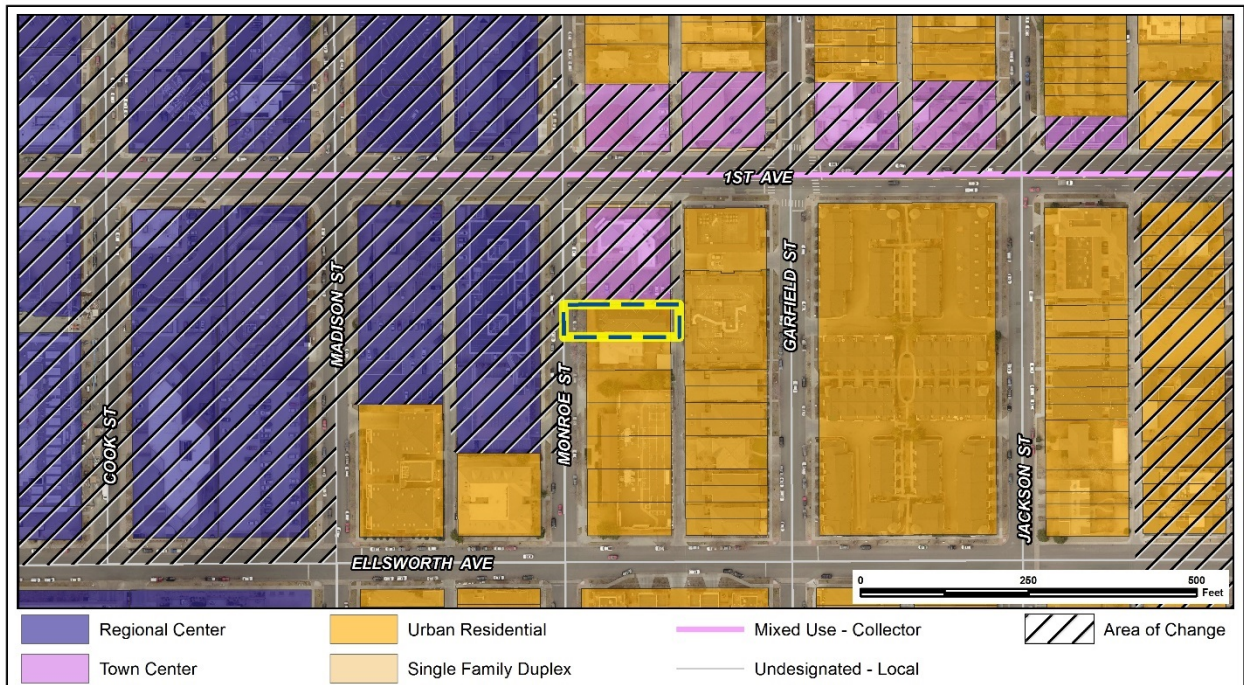 1ST AVE
COOK ST
MADISON ST
MONROE ST
GARFIELD ST
JACKSON ST
ELLSWORTH AVE
0 250 500
Feet
Regional Center
Urban Residential
Mixed Use - Collector
Area of Change
Town Center
Single Family Duplex
Undesignated - Local